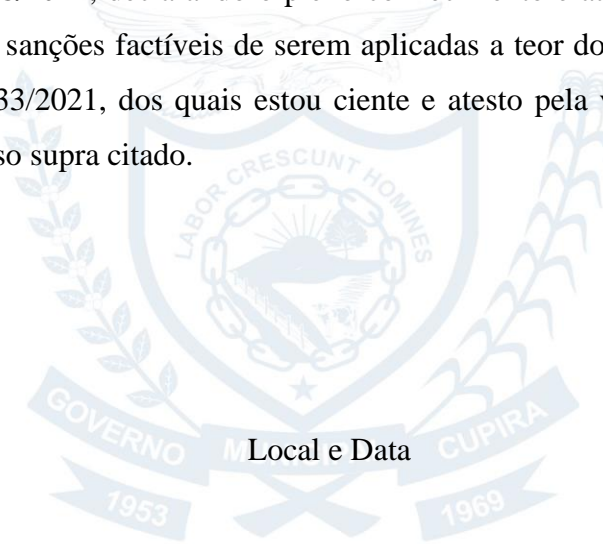 sanções factíveis de serem aplicadas a teor do
33/2021, dos quais estou ciente e atesto pela
so supra citado.
LABOR CRESCUNT HOMINES
Local e Data
GOVERNO CUPIRA
1953 1969